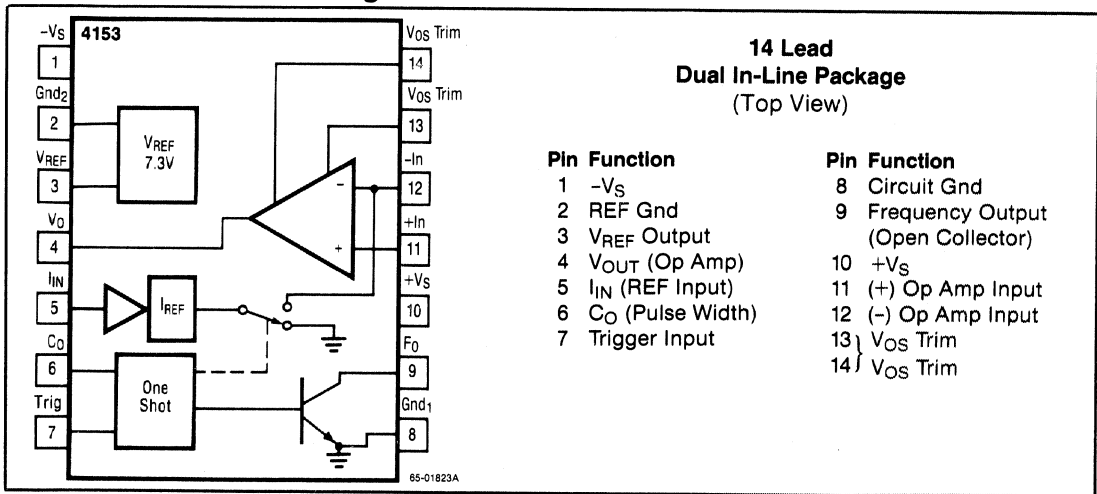 4153
-VS
1
Gnd2
2
VREF
3
VO
4
IIN
5
CO
6
Trig
7
VREF
7.3V
IREF
One
Shot
-
+
VOS Trim
14
VOS Trim
13
-In
12
+In
11
+VS
10
FO
9
Gnd1
8
65-01823A
14 Lead
Dual In-Line Package
(Top View)
Pin Function
1 -VS
2 REF Gnd
3 VREF Output
4 VOUT (Op Amp)
5 IIN (REF Input)
6 CO (Pulse Width)
7 Trigger Input
Pin Function
8 Circuit Gnd
9 Frequency Output
(Open Collector)
10 +VS
11 (+) Op Amp Input
12 (-) Op Amp Input
13 } VOS Trim
14 } VOS Trim